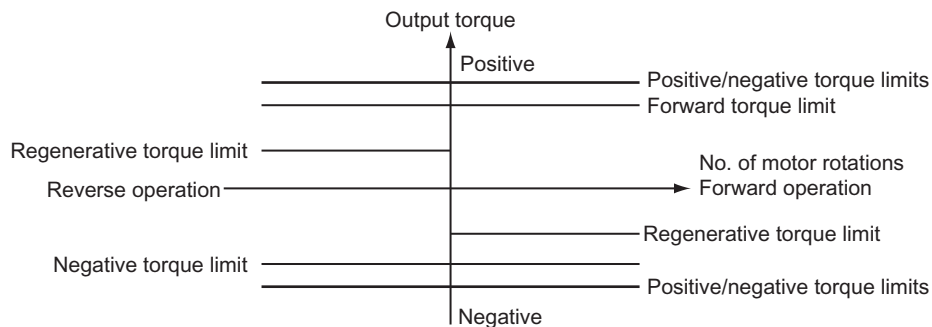 Output torque
Positive
Positive/negative torque limits
Forward torque limit
Regenerative torque limit
No. of motor rotations
Reverse operation
Forward operation
Regenerative torque limit
Negative torque limit
Positive/negative torque limits
Negative